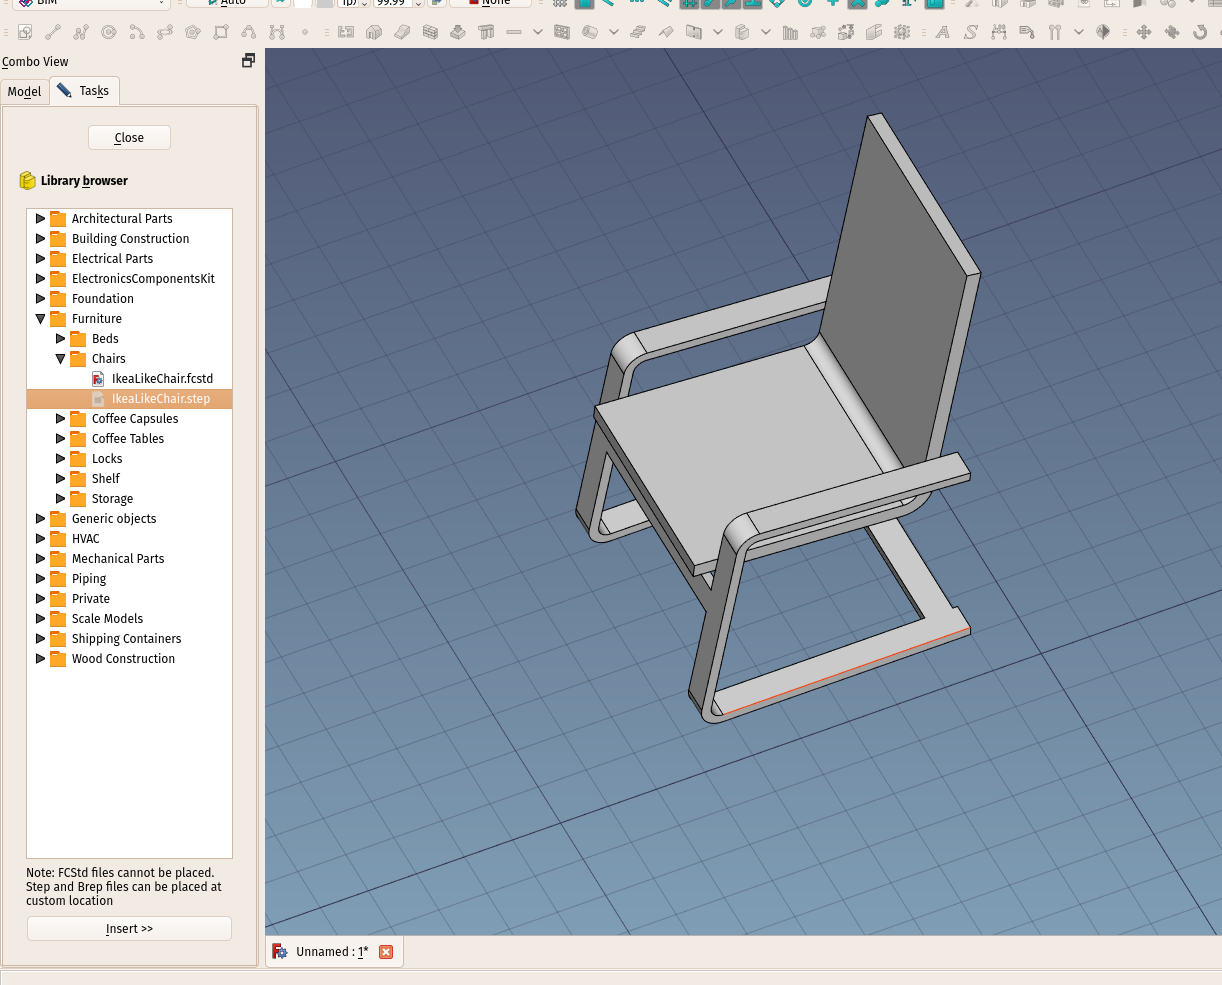 BIM
Auto
99.99
None
Combo View
Model
Tasks
Close
Library browser
Architectural Parts
Building Construction
Electrical Parts
ElectronicsComponentsKit
Foundation
Furniture
Beds
Chairs
IkeaLikeChair.fcstd
IkeaLikeChair.step
Coffee Capsules
Coffee Tables
Locks
Shelf
Storage
Generic objects
HVAC
Mechanical Parts
Piping
Private
Scale Models
Shipping Containers
Wood Construction
Note: FCStd files cannot be placed.
Step and Brep files can be placed at
custom location
Insert >>
Unnamed : 1*